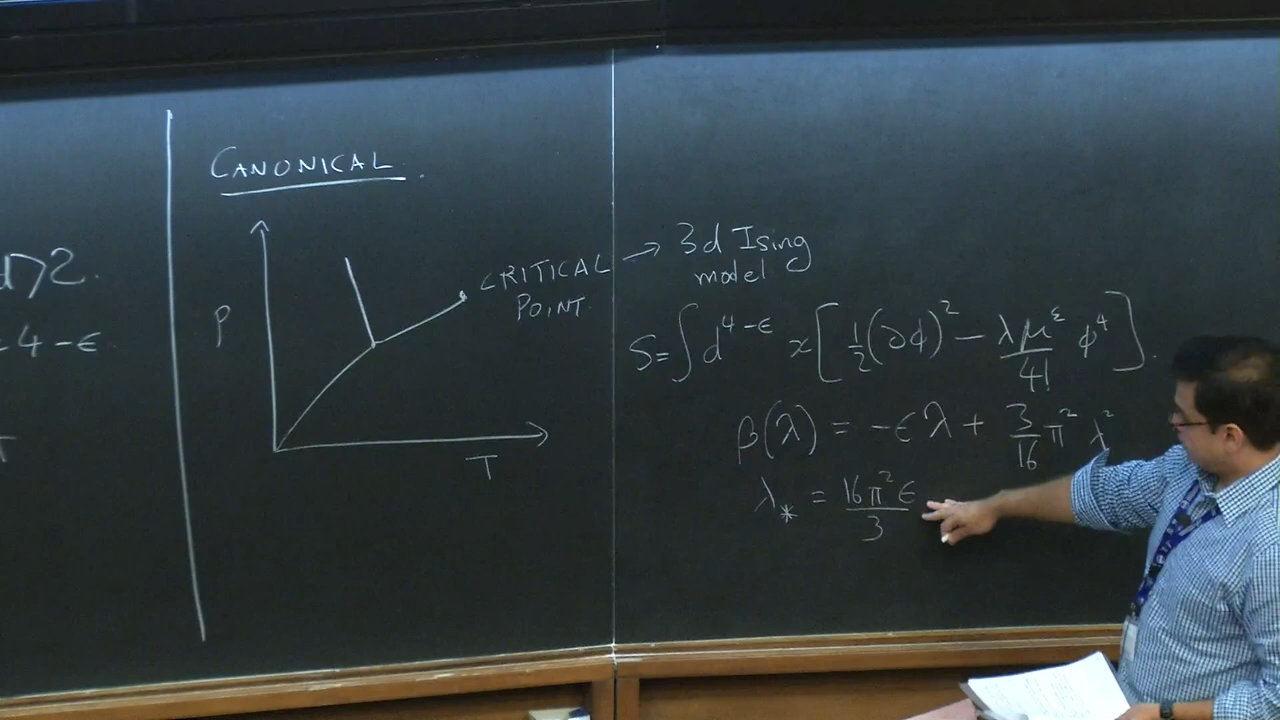 d>2.
4-ε
CANONICAL.
P
T
CRITICAL POINT. → 3d Ising model
S=∫d^{4-ε}x[½(∂φ)² - λμ^ε/4! φ⁴].
β(λ) = -ελ + 3/16 π² λ²
λ_* = 16π²ε/3